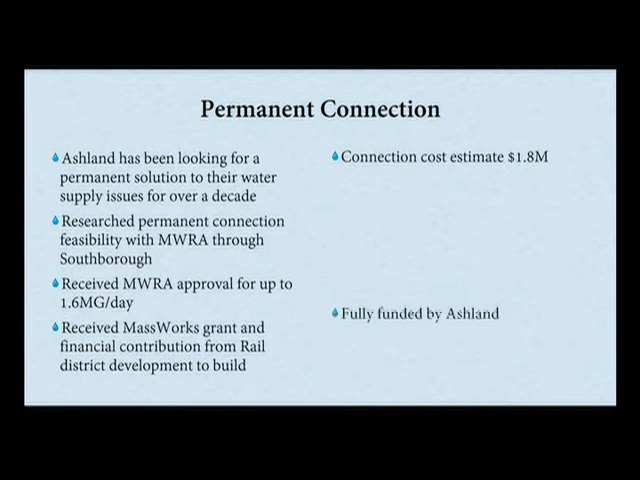 Permanent Connection
Ashland has been looking for a
permanent solution to their water
supply issues for over a decade
Researched permanent connection
feasibility with MWRA through
Southborough
Received MWRA approval for up to
1.6MG/day
Received MassWorks grant and
financial contribution from Rail
district development to build
Connection cost estimate $1.8M
Fully funded by Ashland